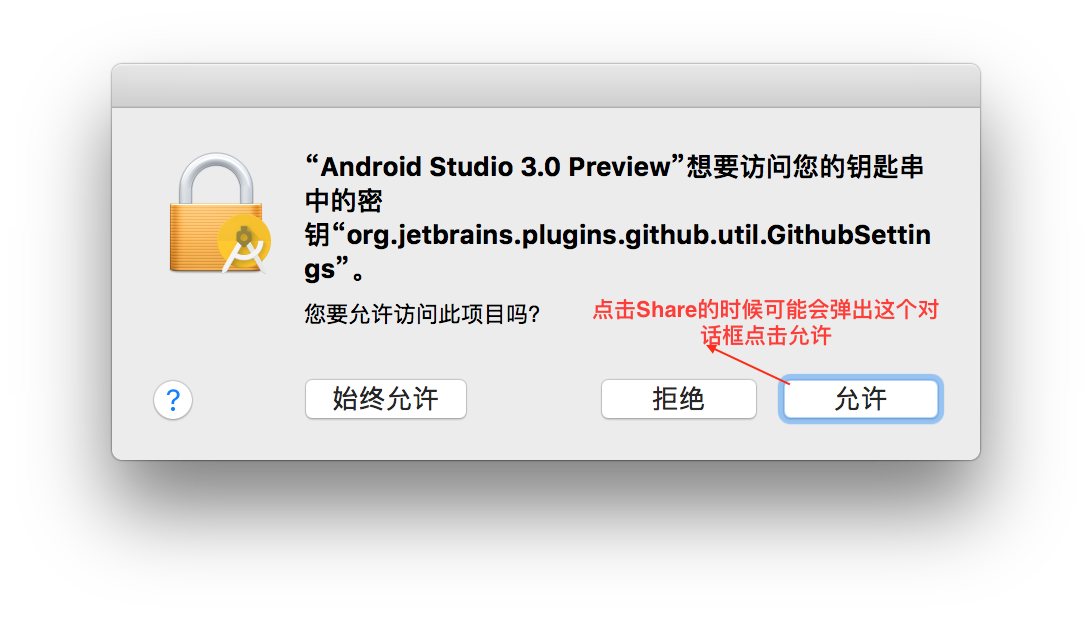 “Android Studio 3.0 Preview”想要访问您的钥匙串
中的密
钥“org.jetbrains.plugins.github.util.GithubSettin
gs”。
您要允许访问此项目吗?
点击Share的时候可能会弹出这个对
话框点击允许
?
始终允许
拒绝
允许